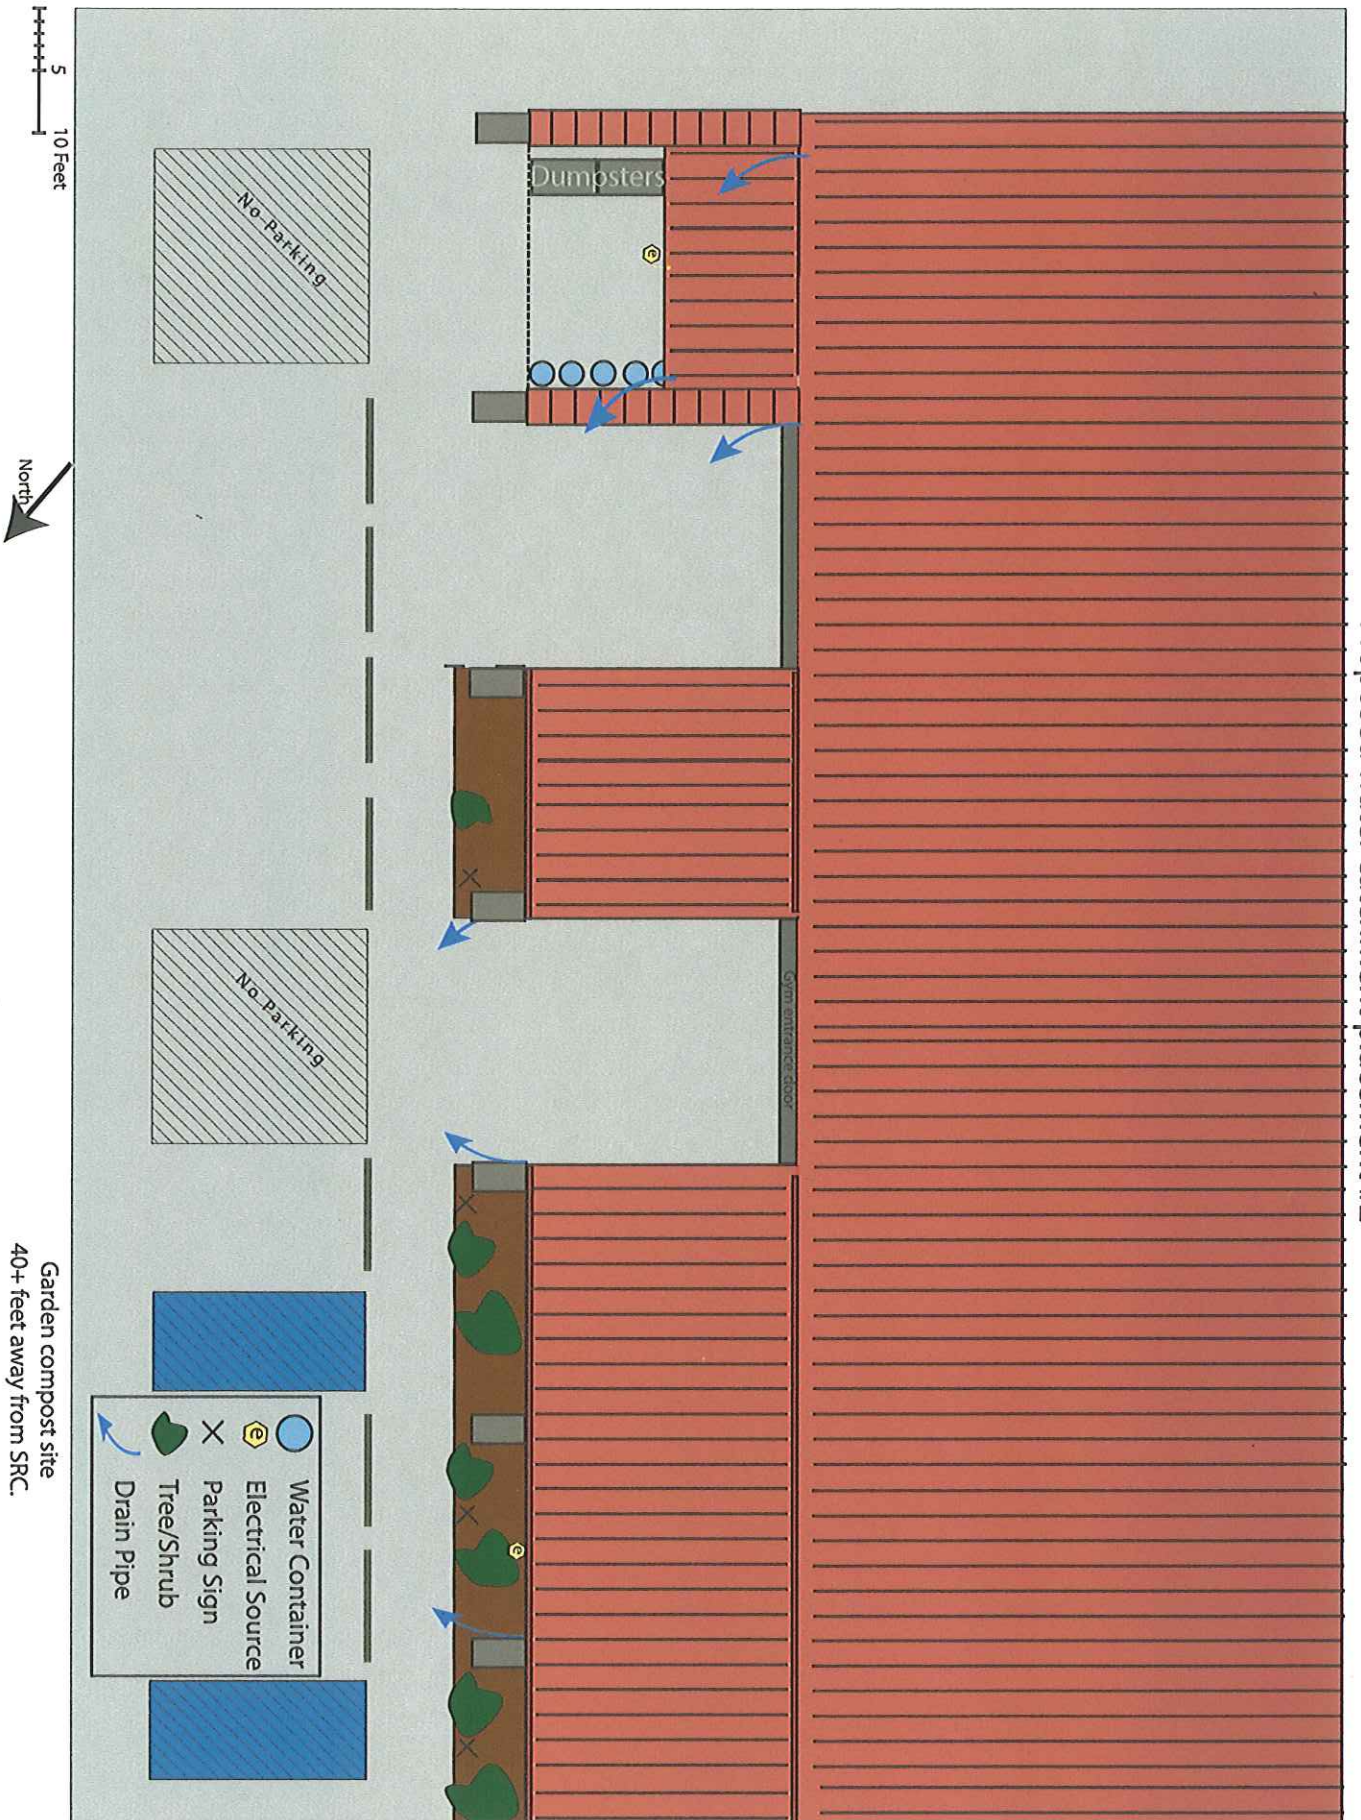 Gym entrance door
Dumpsters
e
No Parking
No Parking
e
5
10 Feet
North
Water Container
e
Electrical Source
Parking Sign
Tree/Shrub
Drain Pipe
Garden compost site
40+ feet away from SRC.